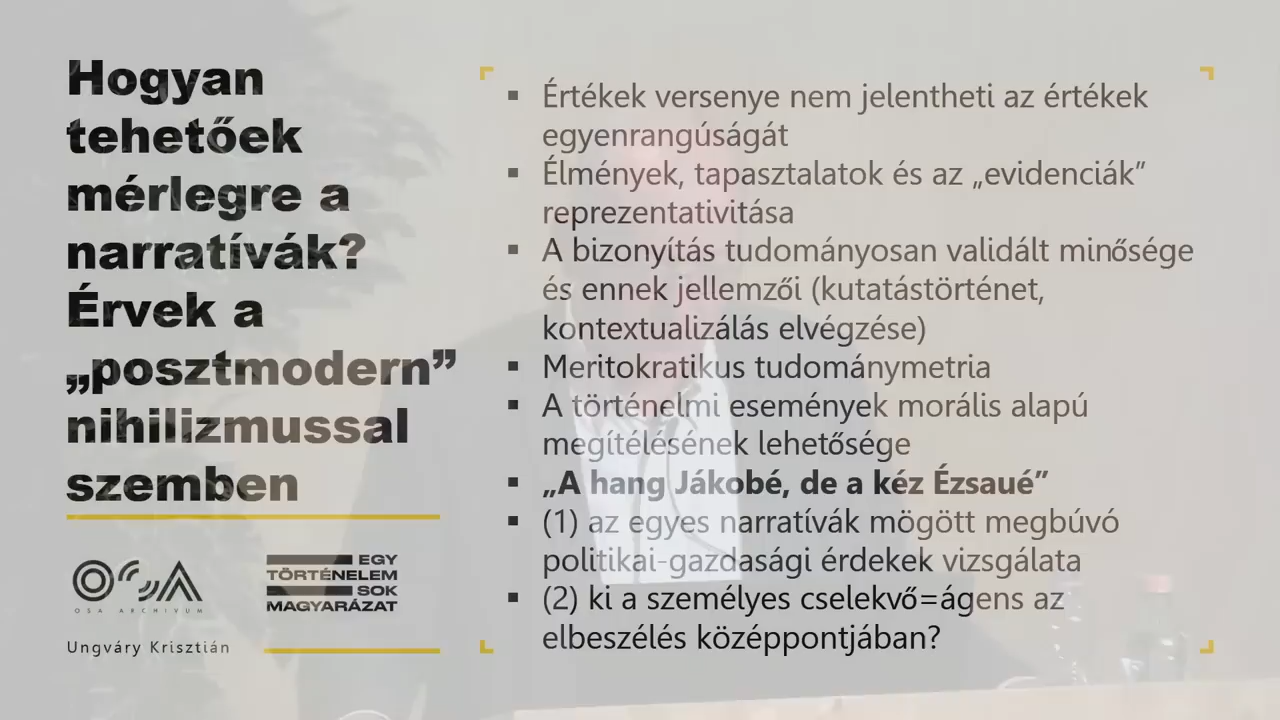 Hogyan
tehetőek
mérlegre a
narratívák?
Érvek a
„posztmodern”
nihilizmussal
szemben
OSA
OSA ARCHIVUM
EGY
TÖRTÉNELEM
SOK
MAGYARÁZAT
Ungváry Krisztián
▪ Értékek versenye nem jelentheti az értékek
egyenrangúságát
▪ Élmények, tapasztalatok és az „evidenciák”
reprezentativitása
▪ A bizonyítás tudományosan validált minősége
és ennek jellemzői (kutatástörténet,
kontextualizálás elvégzése)
▪ Meritokratikus tudománymetria
▪ A történelmi események morális alapú
megítélésének lehetősége
▪ „A hang Jákobé, de a kéz Ézsaué”
▪ (1) az egyes narratívák mögött megbúvó
politikai-gazdasági érdekek vizsgálata
▪ (2) ki a személyes cselekvő=ágens az
elbeszélés középpontjában?